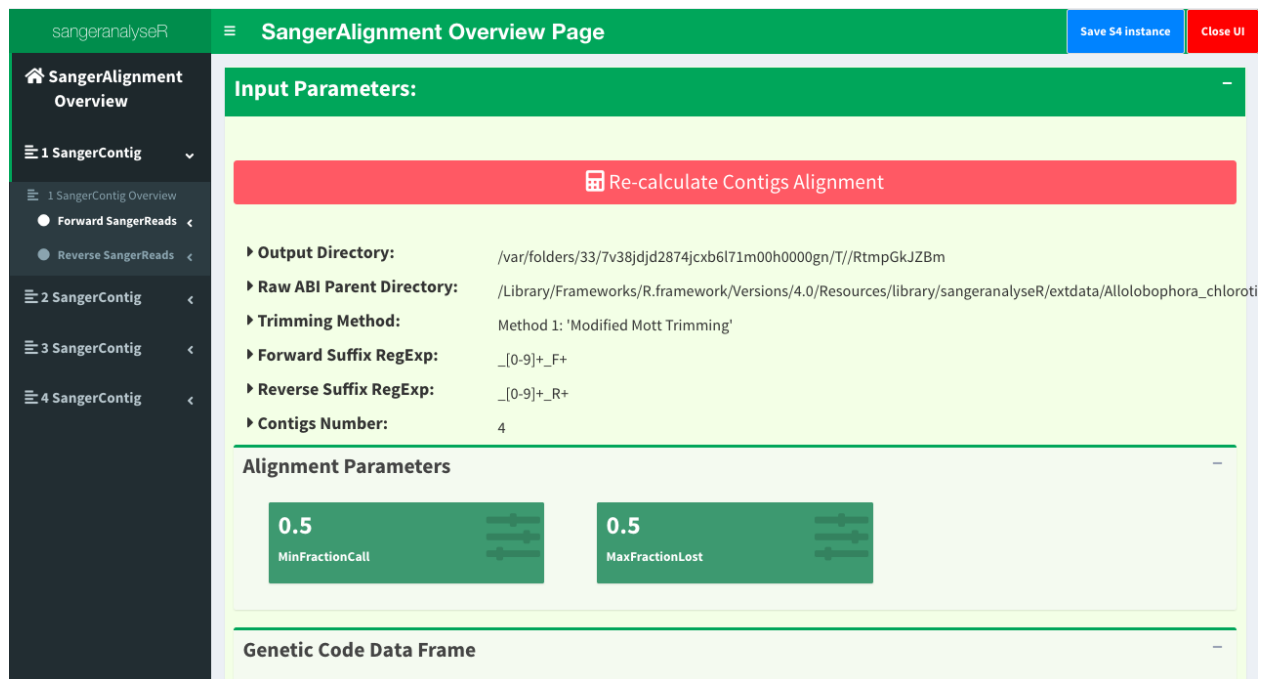 sangeranalyseR
SangerAlignment Overview Page
Save S4 instance
Close UI
SangerAlignment
Overview
1 SangerContig
1 SangerContig Overview
Forward SangerReads
Reverse SangerReads
2 SangerContig
3 SangerContig
4 SangerContig
Input Parameters:
Re-calculate Contigs Alignment
Output Directory: /var/folders/33/7v38jdjd2874jcxb6l71m00h0000gn/T//RtmpGkJZBm
Raw ABI Parent Directory: /Library/Frameworks/R.framework/Versions/4.0/Resources/library/sangeranalyseR/extdata/Allolobophora_chloroti
Trimming Method: Method 1: 'Modified Mott Trimming'
Forward Suffix RegExp: _[0-9]+_F+
Reverse Suffix RegExp: _[0-9]+_R+
Contigs Number: 4
Alignment Parameters
0.5
MinFractionCall
0.5
MaxFractionLost
Genetic Code Data Frame